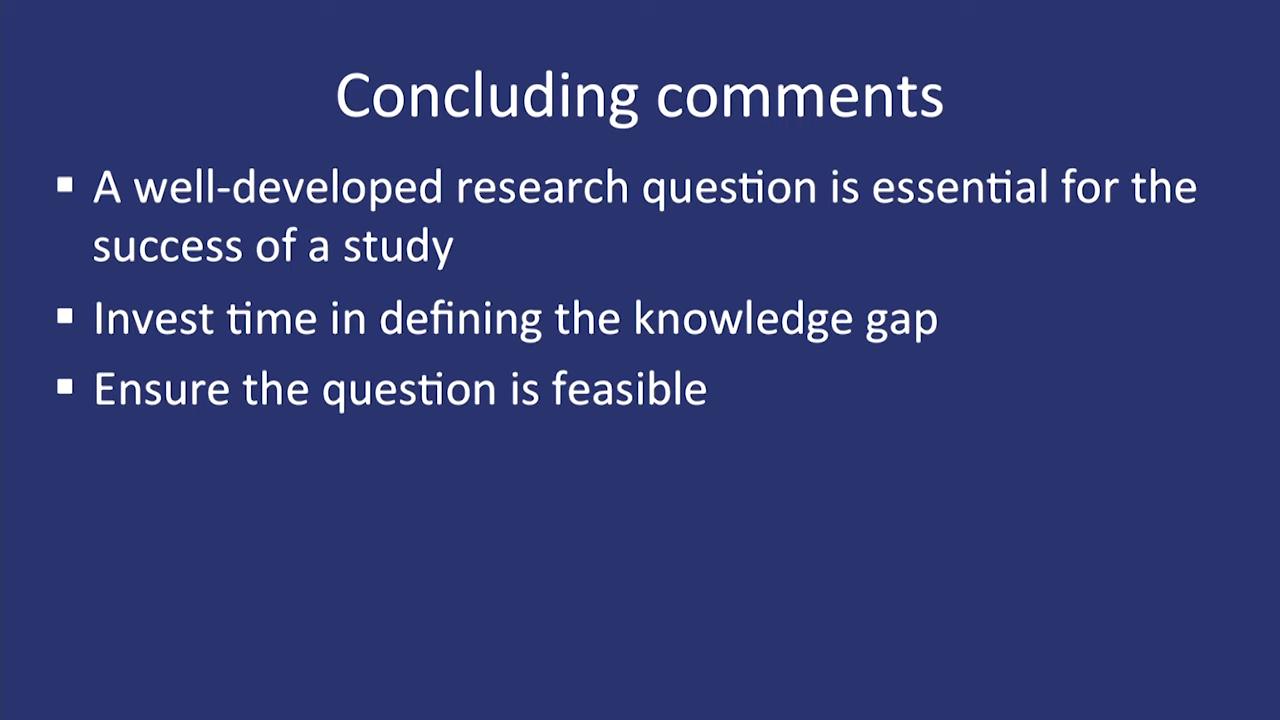 Concluding comments
▪ A well-developed research question is essential for the
success of a study
▪ Invest time in defining the knowledge gap
▪ Ensure the question is feasible